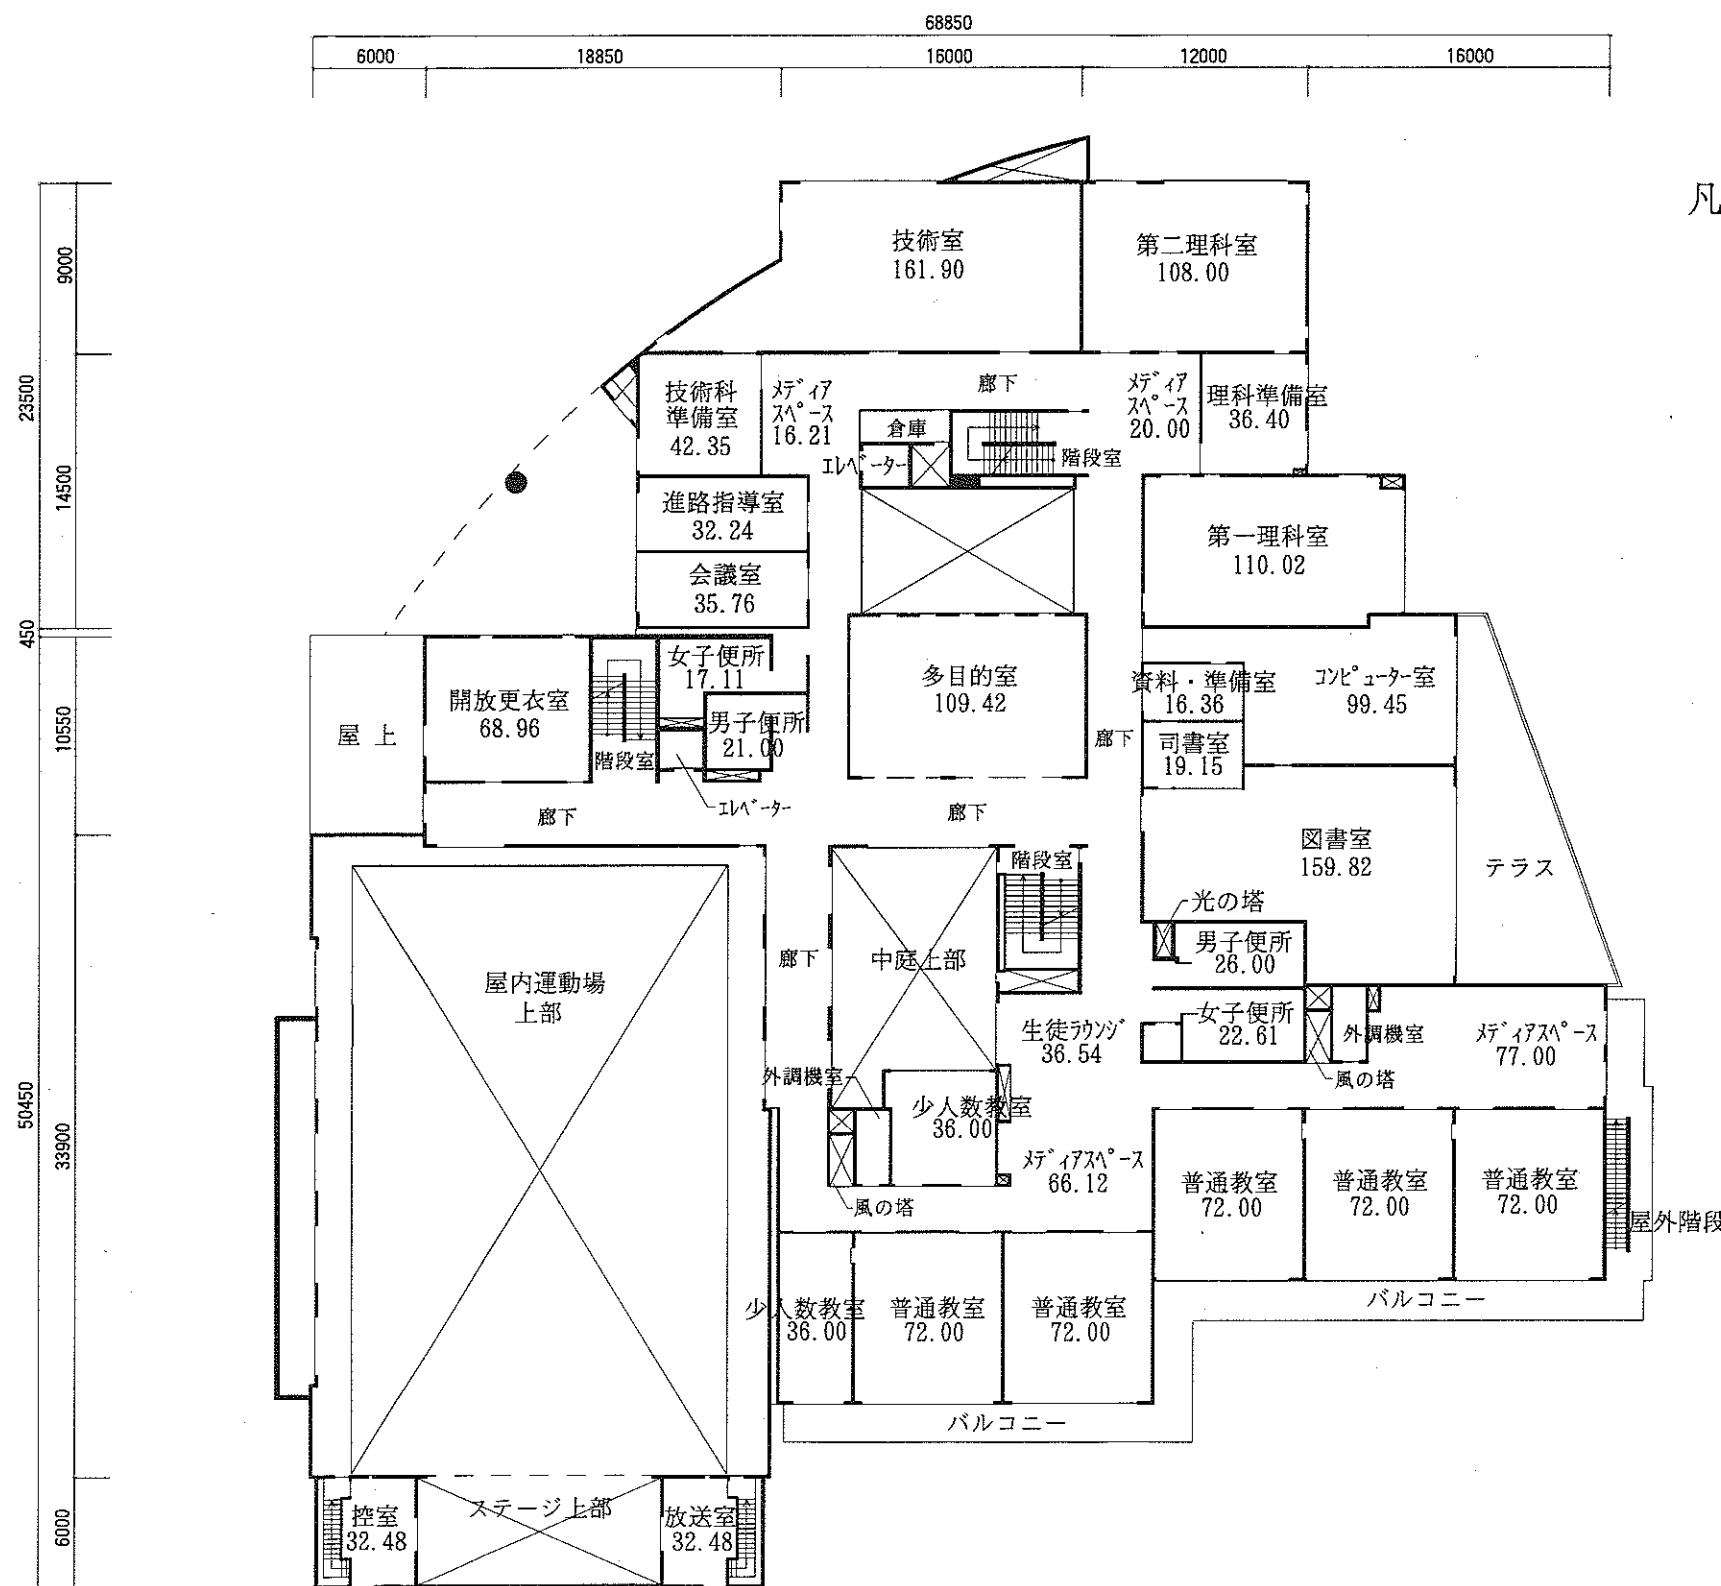 68850
6000
18850
16000
12000
16000
凡
9000
23500
14500
450
10550
50450
33900
6000
技術室
161.90
第二理科室
108.00
技術科
準備室
42.35
メディア
スペース
16.21
廊下
メディア
スペース
20.00
理科準備室
36.40
倉庫
エレベーター
階段室
進路指導室
32.24
会議室
35.76
第一理科室
110.02
女子便所
17.11
開放更衣室
68.96
屋上
男子便所
21.00
階段室
エレベーター
多目的室
109.42
資料・準備室
16.36
コンピューター室
99.45
廊下
司書室
19.15
廊下
廊下
図書室
159.82
テラス
階段室
光の塔
男子便所
26.00
廊下
中庭上部
屋内運動場
上部
生徒ラウンジ
36.54
女子便所
22.61
外調機室
メディアスペース
77.00
風の塔
外調機室
少人数教室
36.00
メディアスペース
66.12
風の塔
普通教室
72.00
普通教室
72.00
普通教室
72.00
屋外階段
バルコニー
少人数教室
36.00
普通教室
72.00
普通教室
72.00
バルコニー
控室
32.48
ステージ上部
放送室
32.48